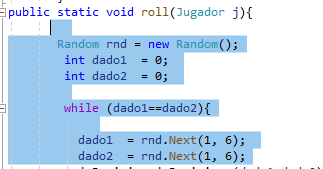 public static void roll(Jugador j){
Random rnd = new Random();
int dado1 = 0;
int dado2 = 0;
while (dado1==dado2){
dado1 = rnd.Next(1, 6);
dado2 = rnd.Next(1, 6);